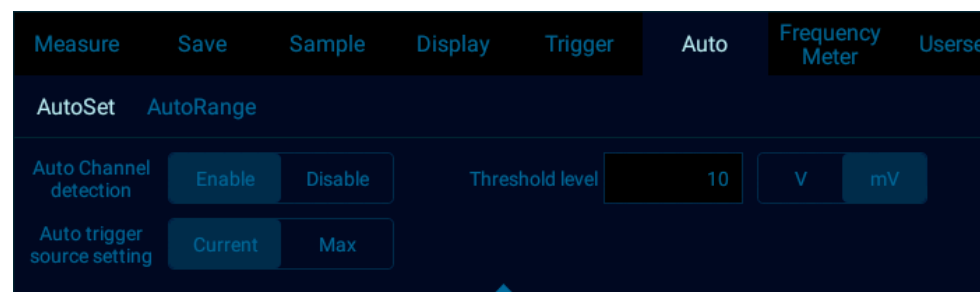 Measure Save Sample Display Trigger Auto Frequency Meter
AutoSet AutoRange
Auto Channel detection Enable Disable Threshold level 10 V mV
Auto trigger source setting Current Max